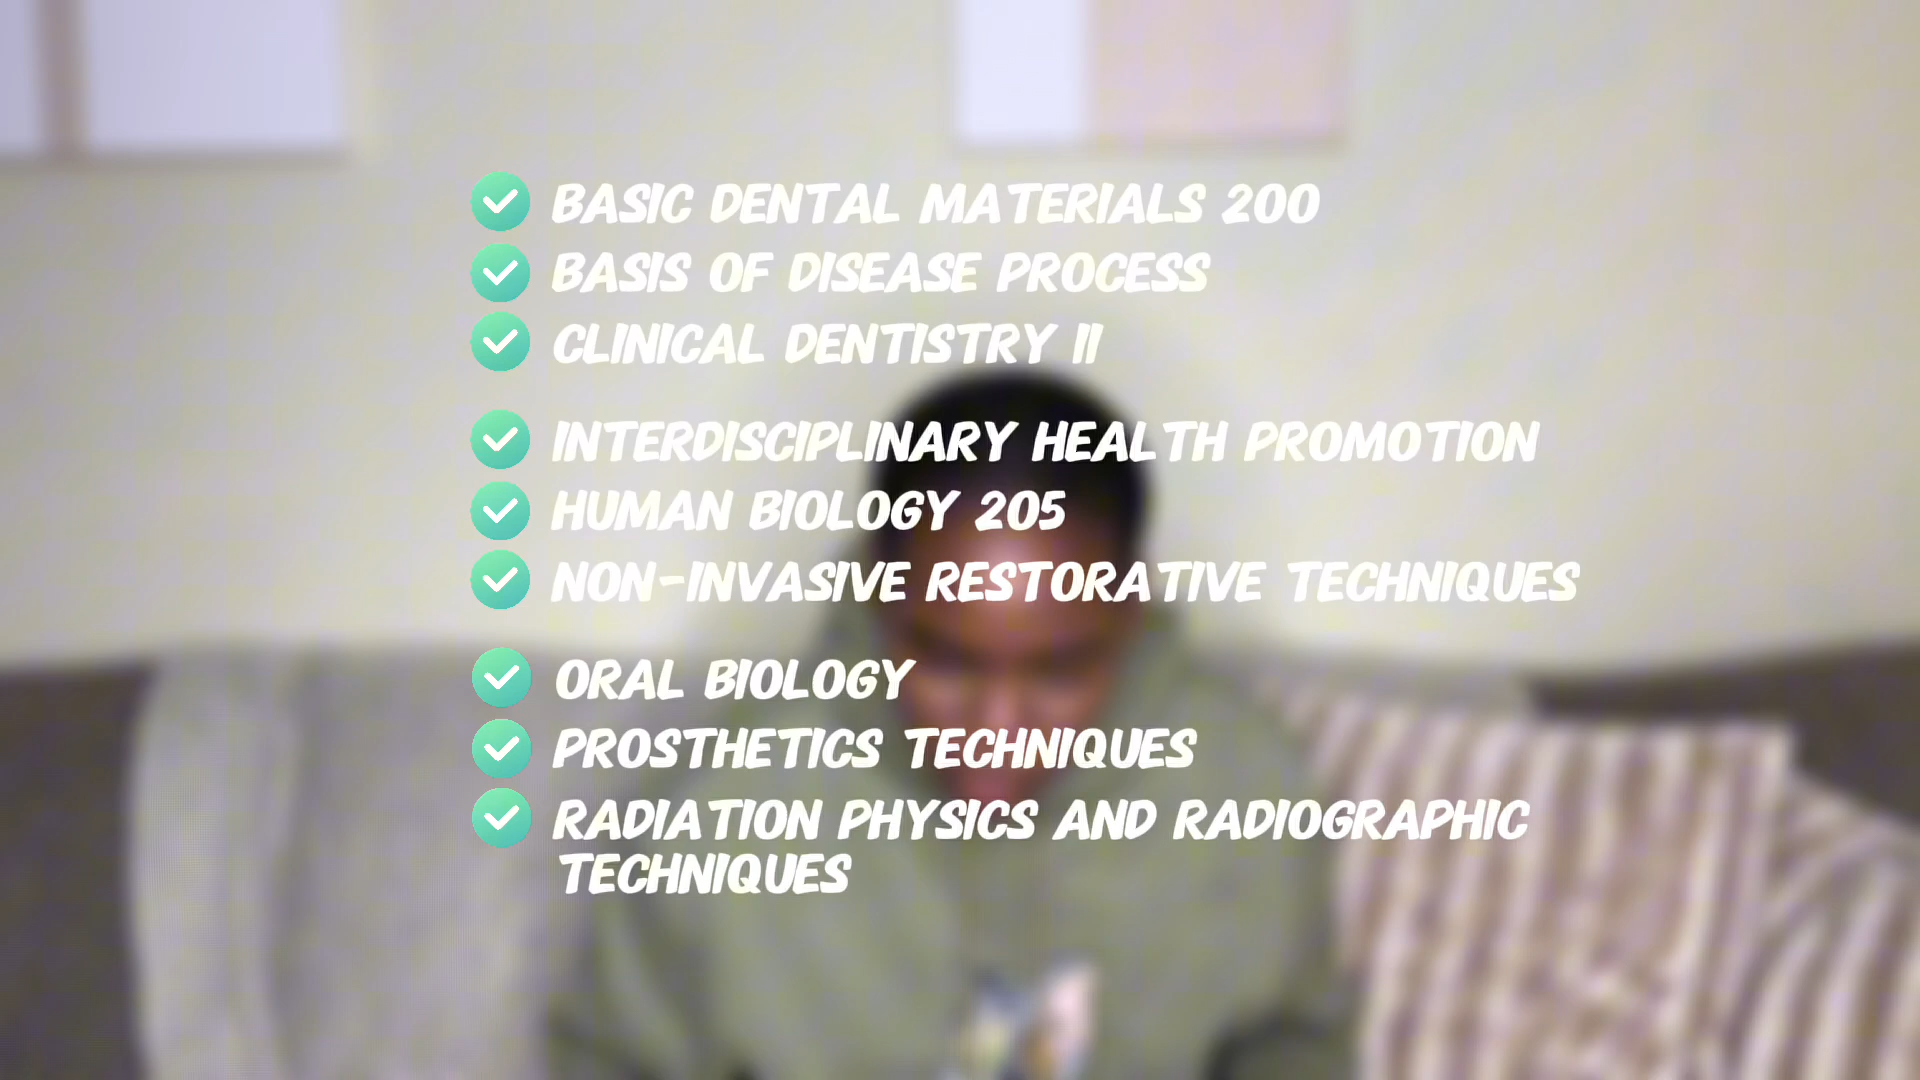 BASIC DENTAL MATERIALS 200
BASIS OF DISEASE PROCESS
CLINICAL DENTISTRY II
INTERDISCIPLINARY HEALTH PROMOTION
HUMAN BIOLOGY 205
NON-INVASIVE RESTORATIVE TECHNIQUES
ORAL BIOLOGY
PROSTHETICS TECHNIQUES
RADIATION PHYSICS AND RADIOGRAPHIC
TECHNIQUES